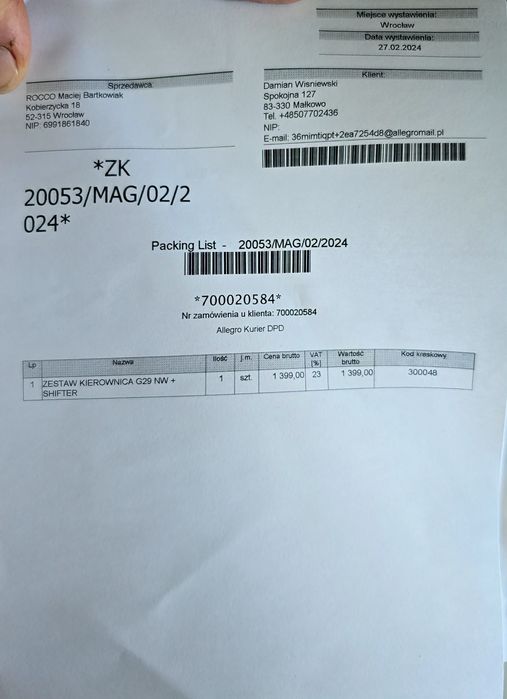 Miejsce wystawienia:
Wrocław
Data wystawienia:
27.02.2024
Sprzedawca:
ROCCO Maciej Bartkowiak
Kobierzycka 18
52-315 Wrocław
NIP: 6991861840
Klient:
Damian Wisniewski
Spokojna 127
83-330 Małkowo
Tel. +48507702436
NIP:
E-mail: 36mimtiqpt+2ea7254d8@allegromail.pl
*ZK
20053/MAG/02/2
024*
Packing List - 20053/MAG/02/2024
*700020584*
Nr zamówienia u klienta: 700020584
Allegro Kurier DPD
Lp Nazwa Ilość j.m. Cena brutto VAT [%] Wartość brutto Kod kreskowy
1 ZESTAW KIEROWNICA G29 NW + 1 szt. 1 399,00 23 1 399,00 300048
SHIFTER